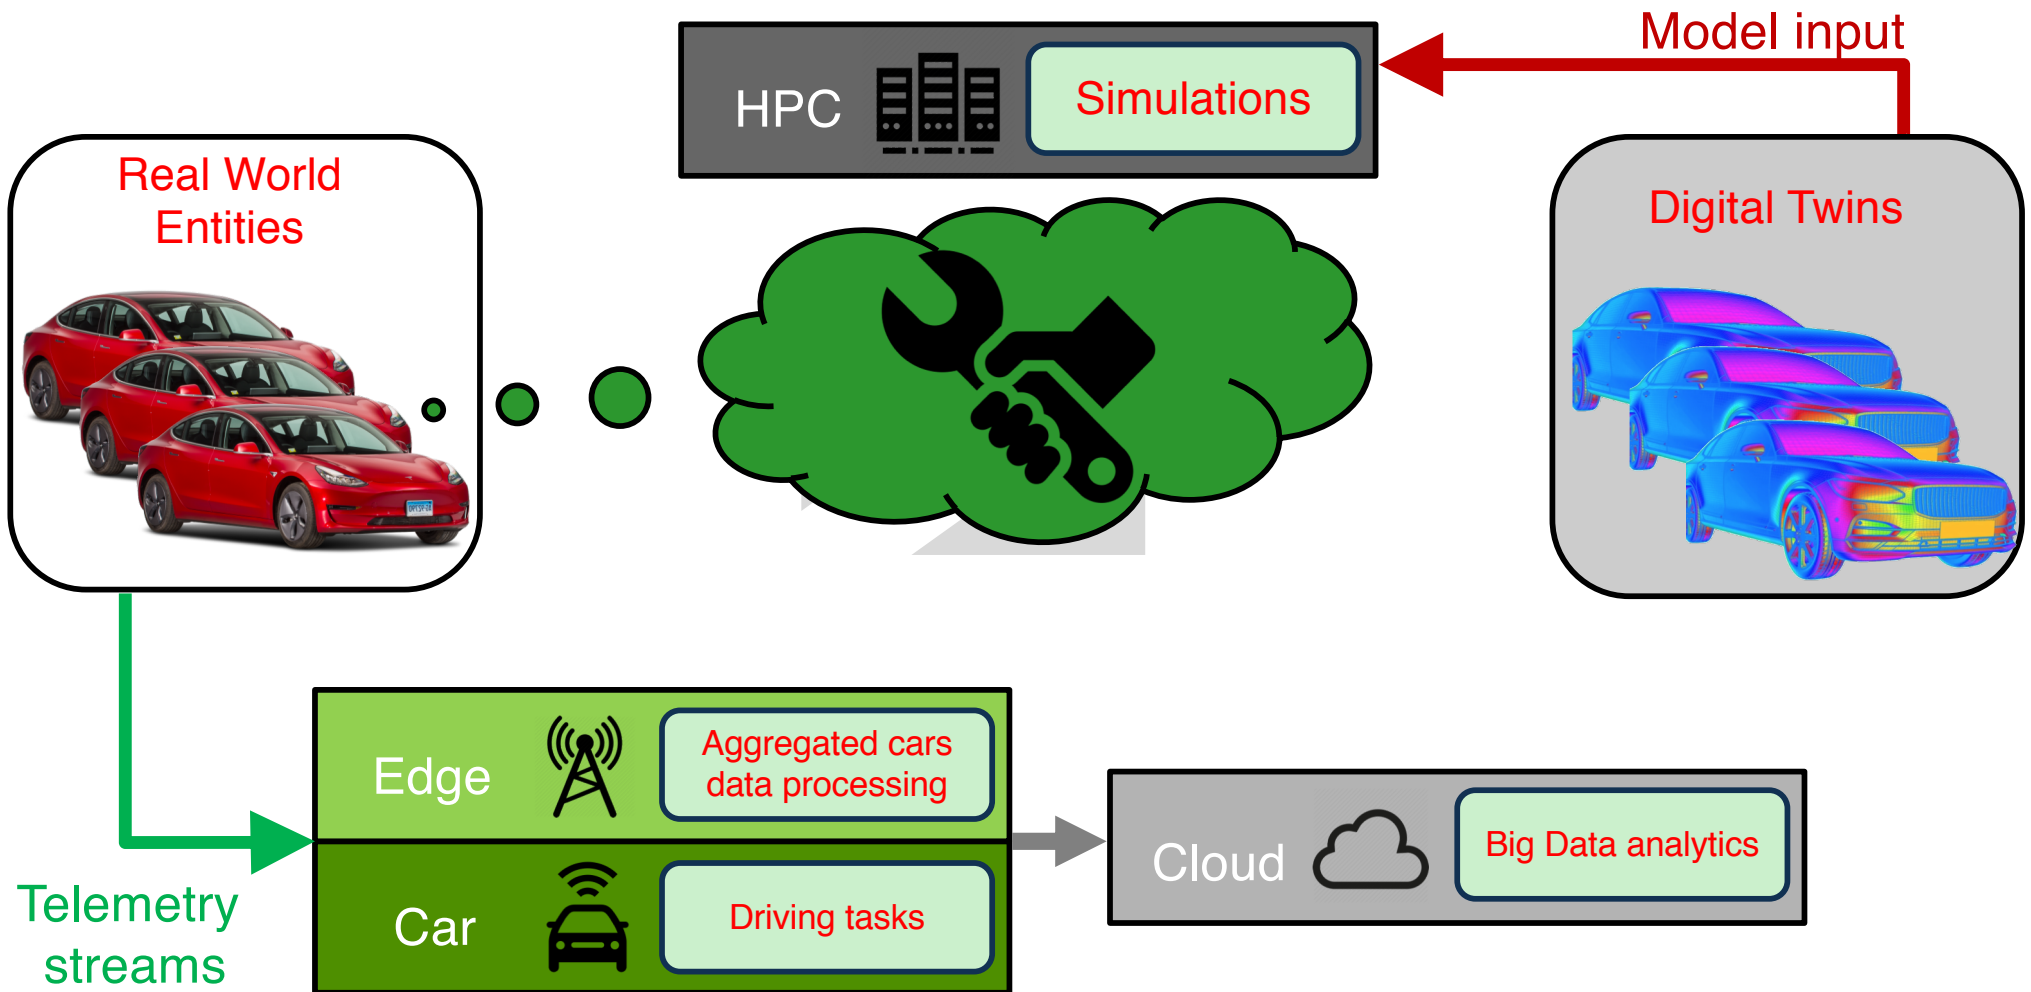 Model input
HPC
Simulations
Real World
Entities
Digital Twins
Edge
Aggregated cars
data processing
Car
Driving tasks
Cloud
Big Data analytics
Telemetry
streams